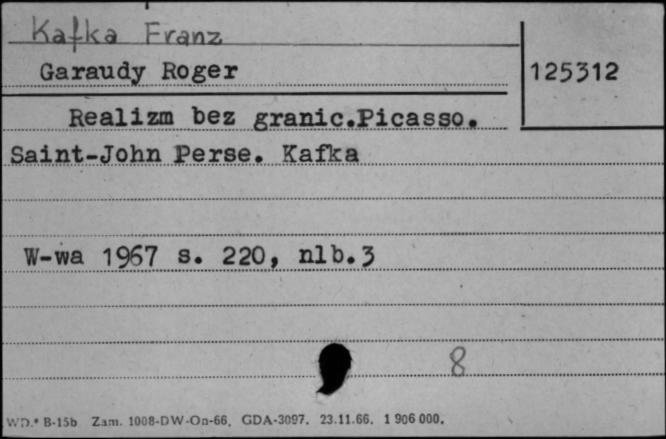 Kafka Franz
Garaudy Roger
125312
Realizm bez granic.Picasso.
Saint-John Perse. Kafka
W-wa 1967 s. 220, nlb.3
8
WD.* B-15b Zam. 1008-DW-On-66. GDA-3097. 23.11.66. 1 906 000.